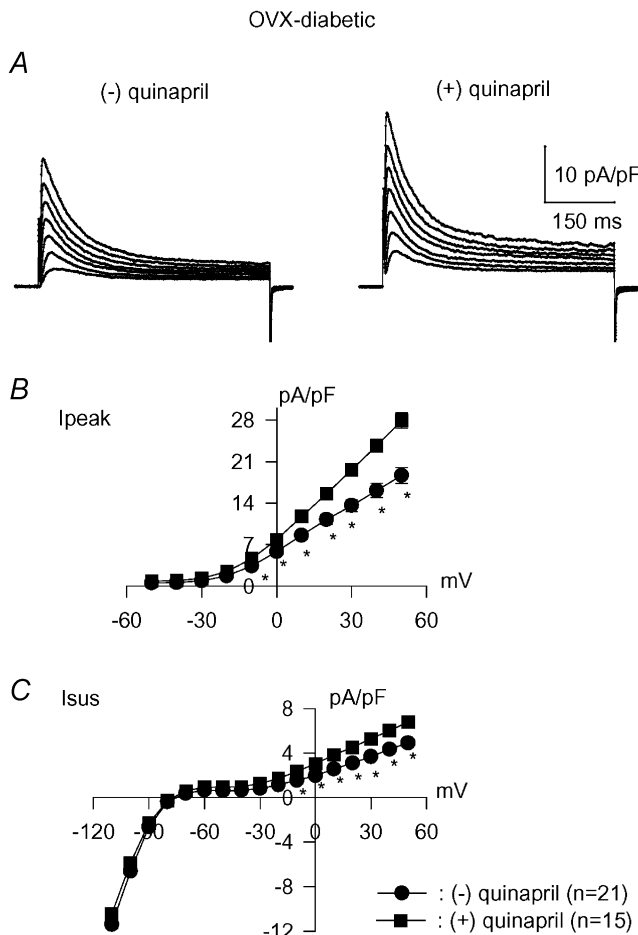 OVX-diabetic
A
(-) quinapril
(+) quinapril
10 pA/pF
150 ms
B
Ipeak
pA/pF
28
21
14
7
0
* * * * * * *
mV
-60 -30 0 30 60
C
Isus
pA/pF
8
4
0
-4
-8
-12
* * * * * * *
mV
-120 -90 -60 -30 0 30 60
: (-) quinapril (n=21)
: (+) quinapril (n=15)